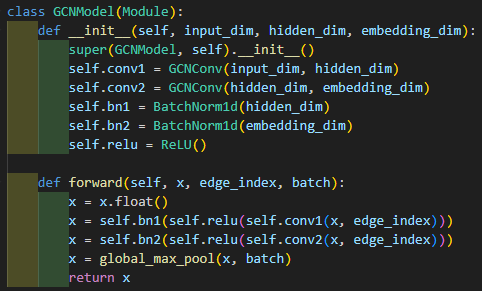 class GCNModel(Module):
    def __init__(self, input_dim, hidden_dim, embedding_dim):
        super(GCNModel, self).__init__()
        self.conv1 = GCNConv(input_dim, hidden_dim)
        self.conv2 = GCNConv(hidden_dim, embedding_dim)
        self.bn1 = BatchNorm1d(hidden_dim)
        self.bn2 = BatchNorm1d(embedding_dim)
        self.relu = ReLU()

    def forward(self, x, edge_index, batch):
        x = x.float()
        x = self.bn1(self.relu(self.conv1(x, edge_index)))
        x = self.bn2(self.relu(self.conv2(x, edge_index)))
        x = global_max_pool(x, batch)
        return x